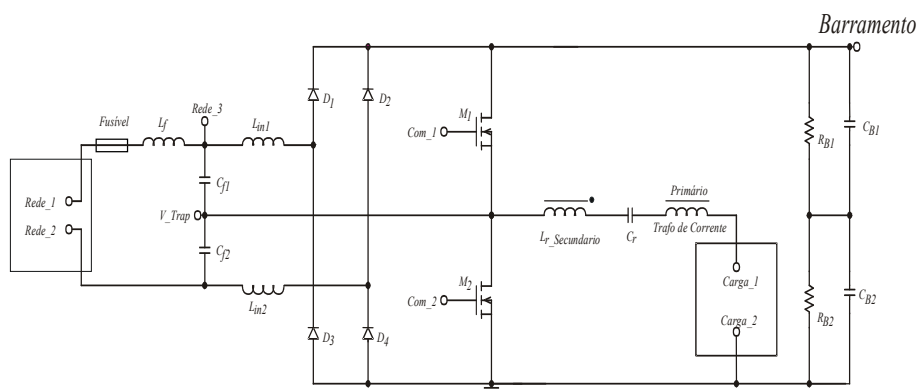 Barramento
D1
D2
Rede_3
M1
Fusivel
Lf
Lin1
Com_1
RB1
CB1
Cf1
Rede_1
Primário
V_Trap
Rede_2
Lr_Secundario
Cr
Trafo de Corrente
Cf2
M2
Carga_1
Com_2
Lin2
RB2
CB2
Carga_2
D3
D4